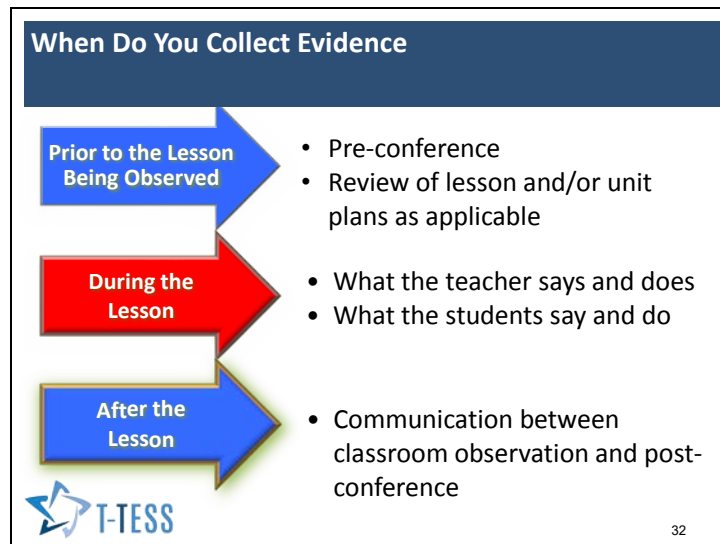 When Do You Collect Evidence
Prior to the Lesson
Being Observed
• Pre-conference
• Review of lesson and/or unit
plans as applicable
During the
Lesson
• What the teacher says and does
• What the students say and do
After the
Lesson
• Communication between
classroom observation and post-
conference
T-TESS
32